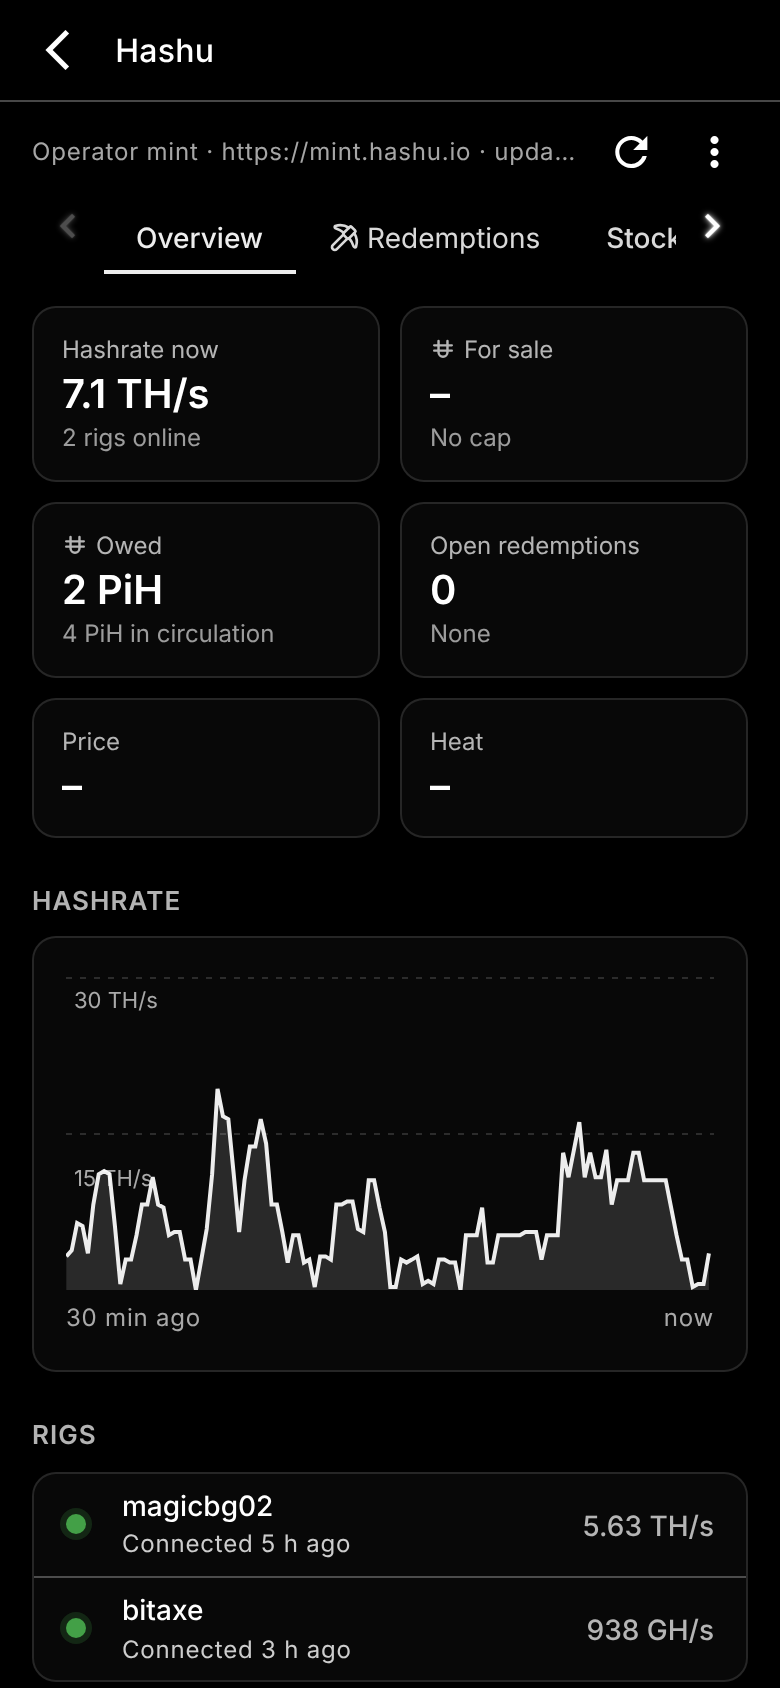 Hashu
Operator mint · https://mint.hashu.io · upda...
Overview
Redemptions
Stock
Hashrate now
7.1 TH/s
2 rigs online
For sale
–
No cap
Owed
2 PiH
4 PiH in circulation
Open redemptions
0
None
Price
–
Heat
–
HASHRATE
30 TH/s
15 TH/s
30 min ago
now
RIGS
magicbg02
Connected 5 h ago
5.63 TH/s
bitaxe
Connected 3 h ago
938 GH/s